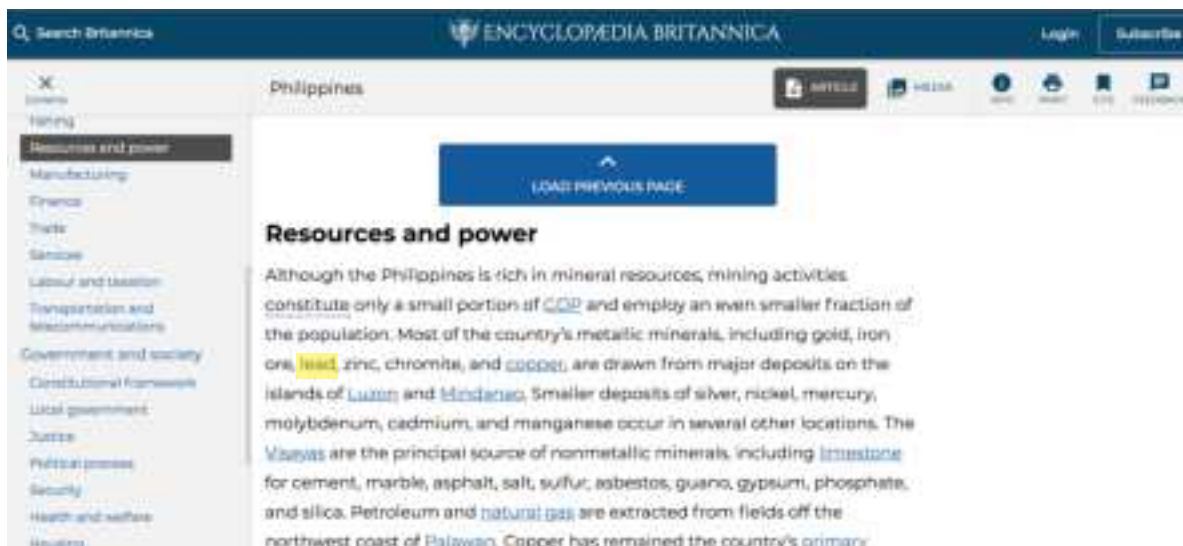 Search Britannica
ENCYCLOPÆDIA BRITANNICA
Login
Subscribe
Philippines
ARTICLE
MEDIA
Fishing
Resources and power
Manufacturing
Finance
Trade
Services
Labour and taxation
Transportation and
telecommunications
Government and society
Constitutional framework
Local government
Justice
Political process
Security
Health and welfare
Housing
LOAD PREVIOUS PAGE
Resources and power
Although the Philippines is rich in mineral resources, mining activities
constitute only a small portion of GDP and employ an even smaller fraction of
the population. Most of the country's metallic minerals, including gold, iron
ore, lead, zinc, chromite, and copper, are drawn from major deposits on the
islands of Luzon and Mindanao. Smaller deposits of silver, nickel, mercury,
molybdenum, cadmium, and manganese occur in several other locations. The
Visayas are the principal source of nonmetallic minerals, including limestone
for cement, marble, asphalt, salt, sulfur, asbestos, guano, gypsum, phosphate,
and silica. Petroleum and natural gas are extracted from fields off the
northwest coast of Palawan. Copper has remained the country's primary